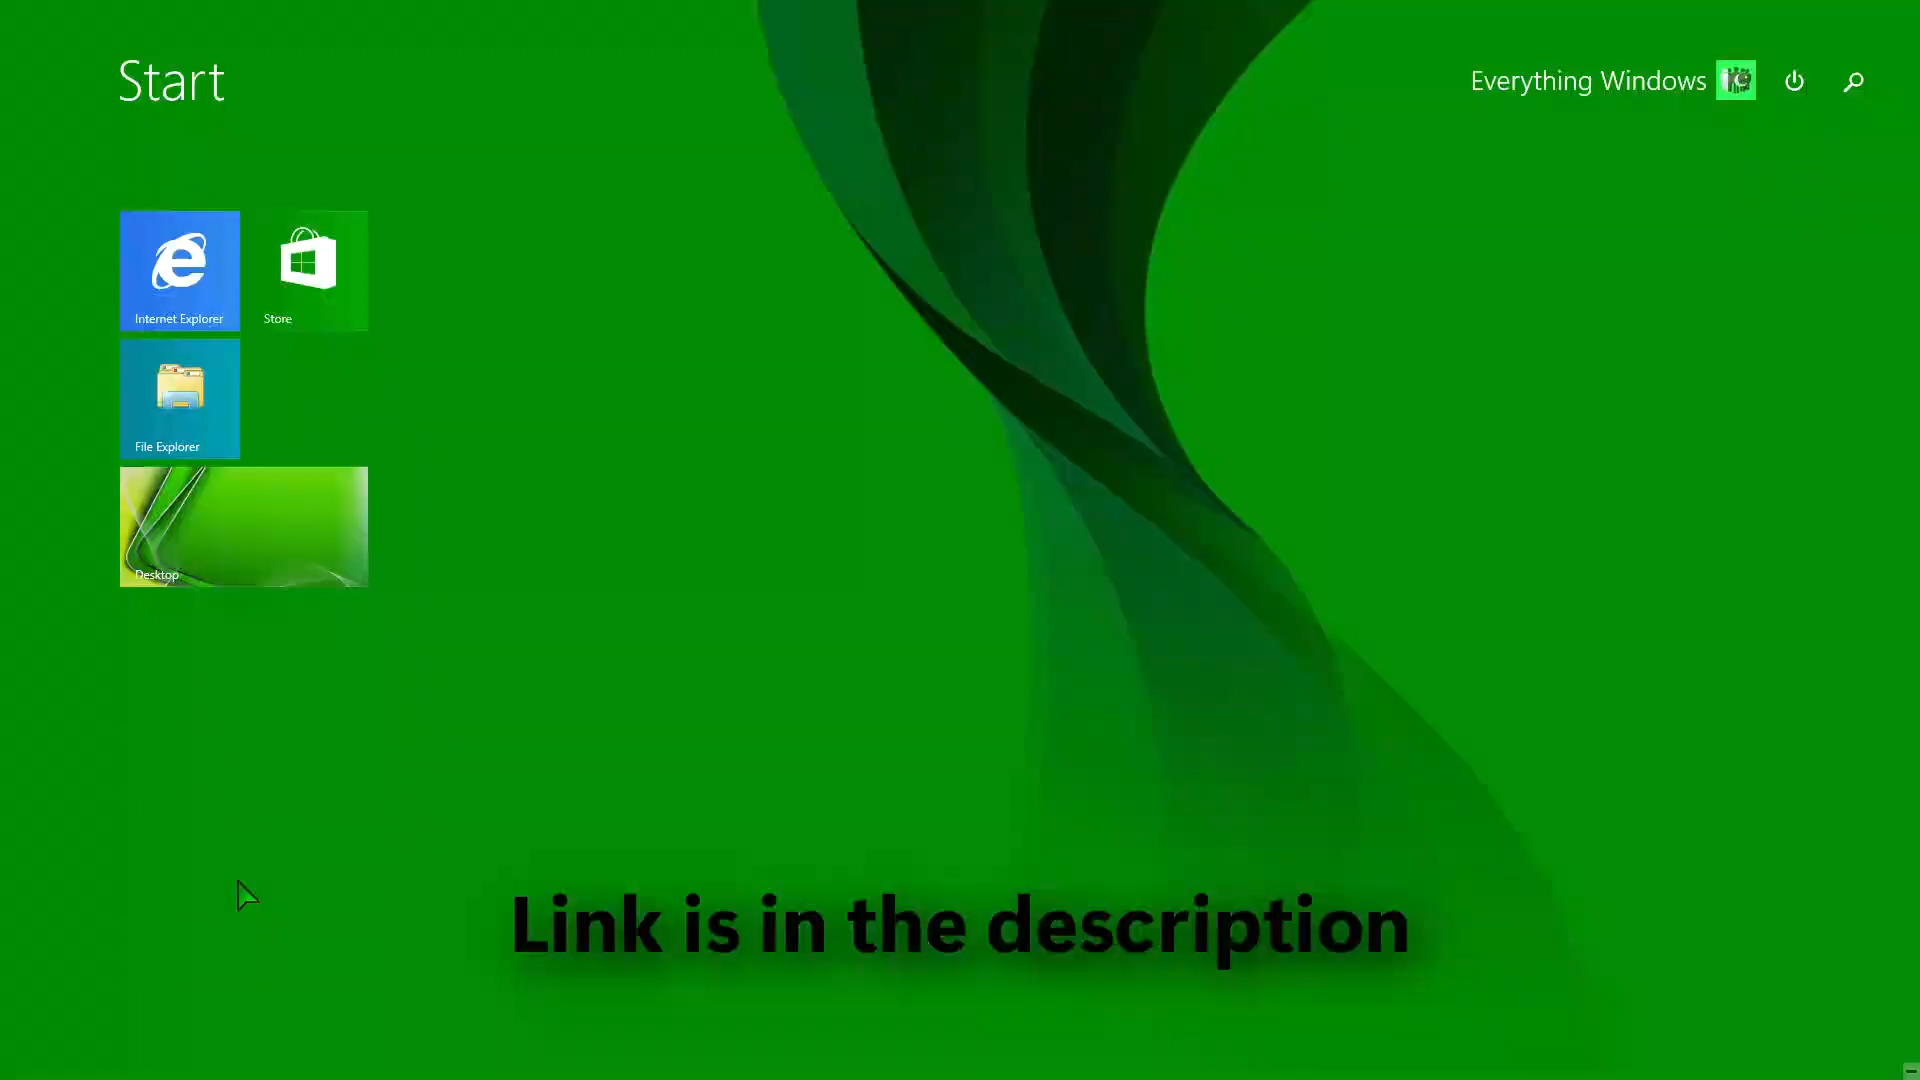 Start
Everything Windows
Internet Explorer
Store
File Explorer
Desktop
Link is in the description